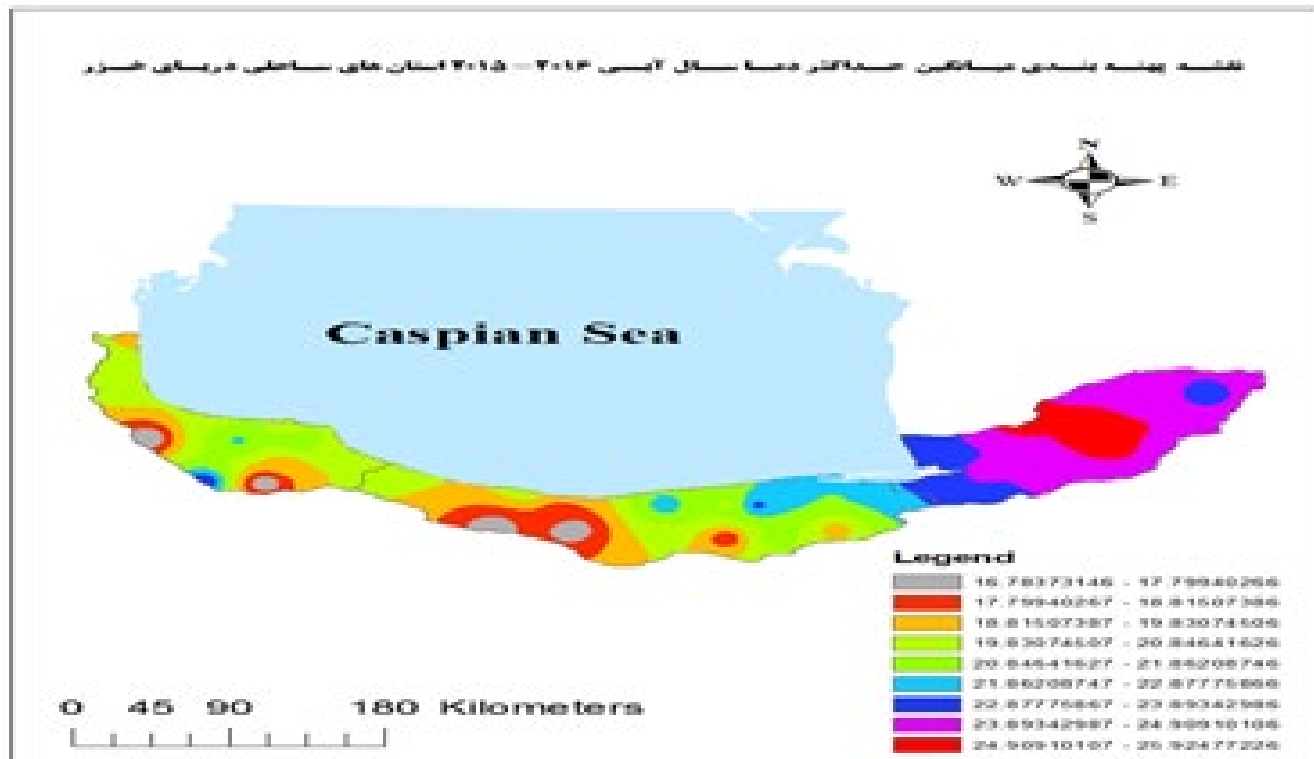 نقشه پهنه بندی میانگین حداکثر دما سال آبی ۲۰۱۶ – ۲۰۱۵ استان های ساحلی دریای خزر
N
W E
S
Caspian Sea
Legend
16.78373146 - 17.79940266
17.79940267 - 18.81507386
18.81507387 - 19.83074506
19.83074507 - 20.84641626
20.84641627 - 21.86208746
21.86208747 - 22.87775866
22.87775867 - 23.89342986
23.89342987 - 24.90910106
24.90910107 - 25.92477226
0 45 90 180 Kilometers